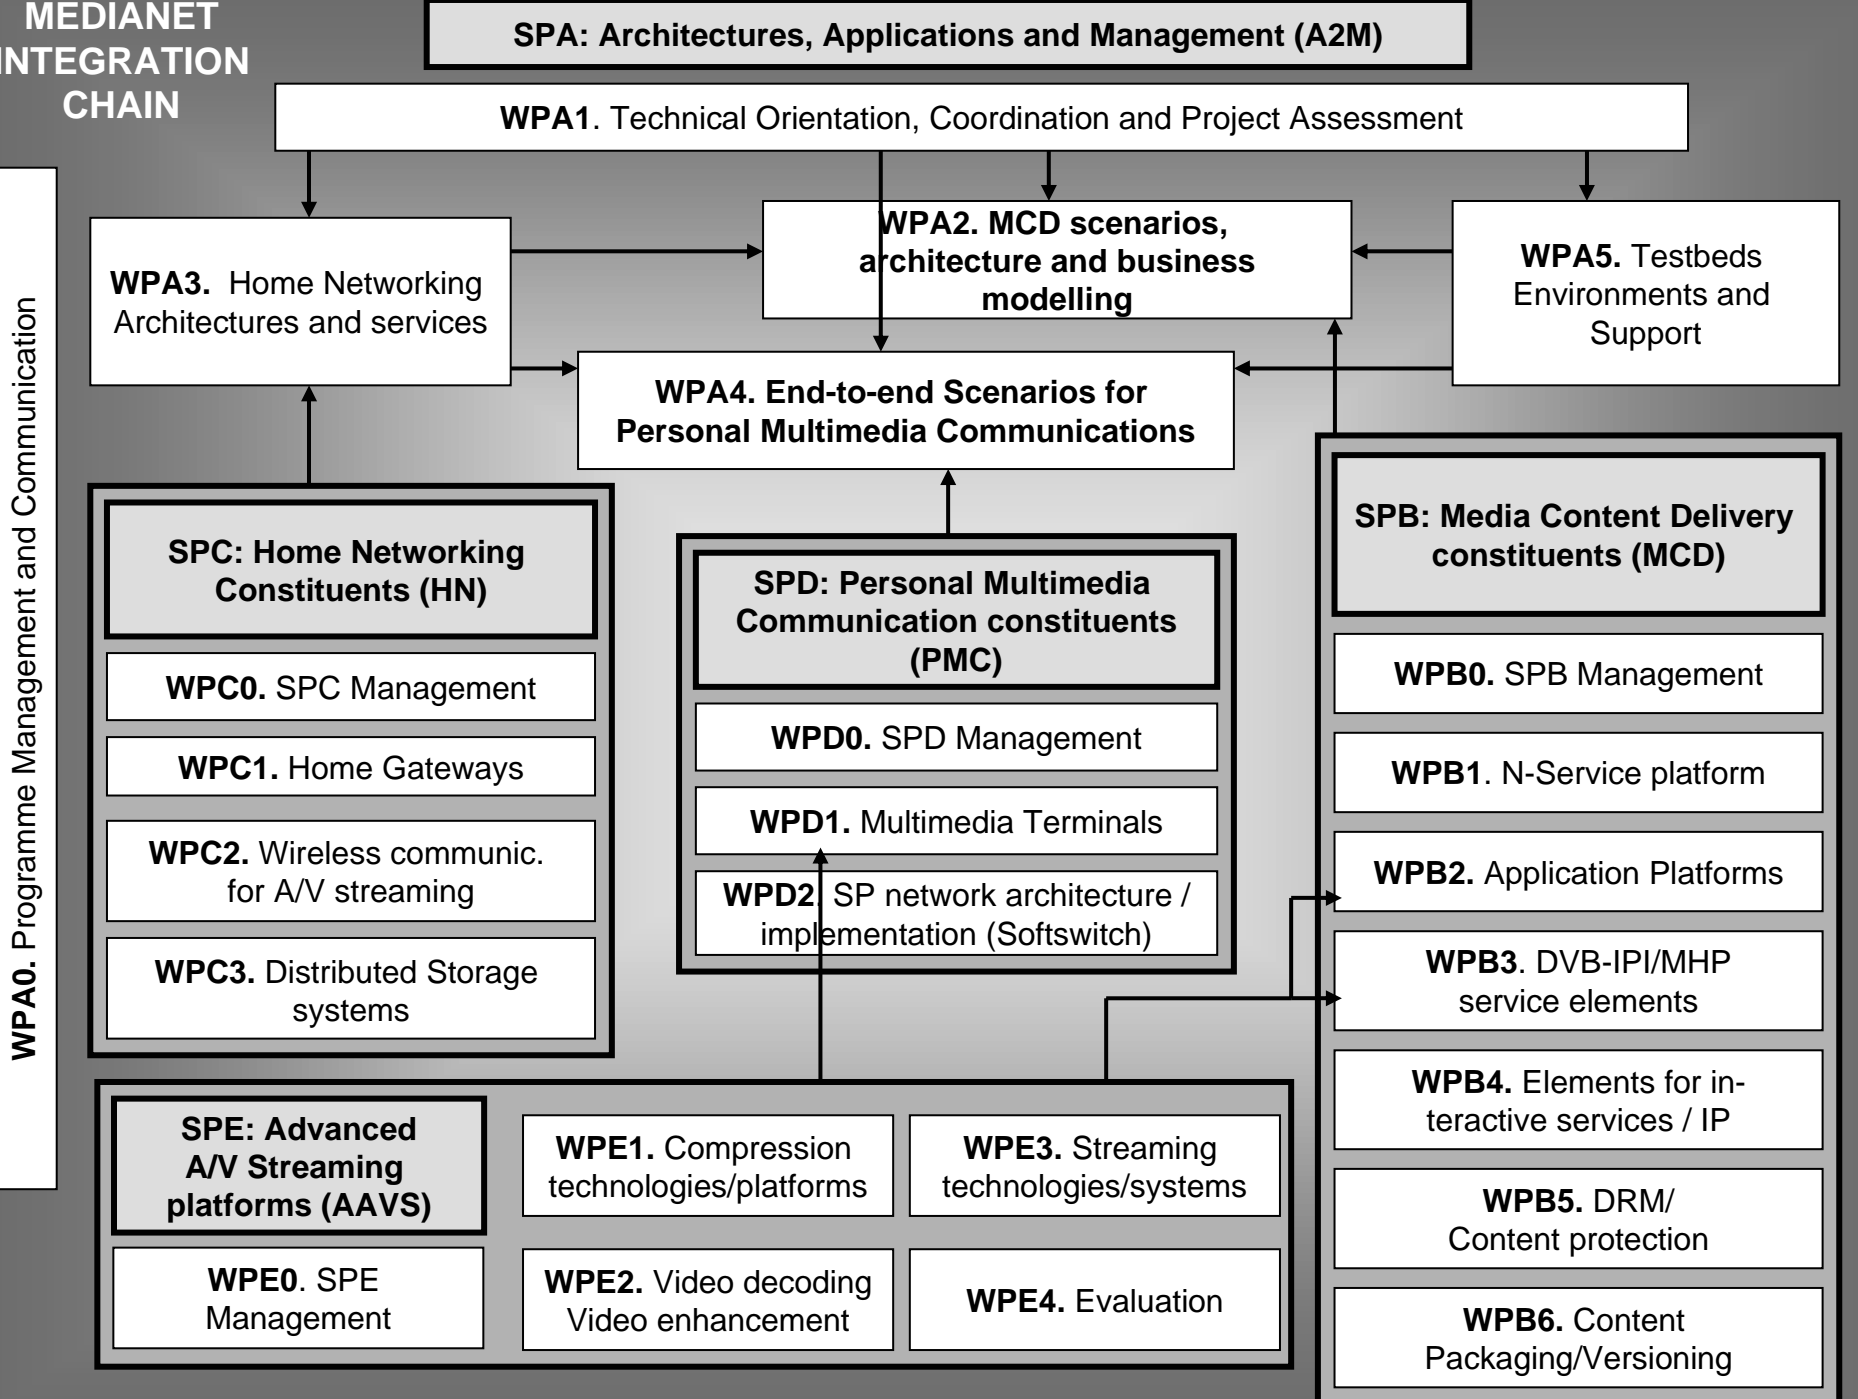 MEDIANET
INTEGRATION
CHAIN
SPA: Architectures, Applications and Management (A2M)
WPA1. Technical Orientation, Coordination and Project Assessment
WPA0. Programme Management and Communication
WPA3. Home Networking
Architectures and services
WPA2. MCD scenarios,
architecture and business
modelling
WPA5. Testbeds
Environments and
Support
WPA4. End-to-end Scenarios for
Personal Multimedia Communications
SPC: Home Networking
Constituents (HN)
WPC0. SPC Management
WPC1. Home Gateways
WPC2. Wireless communic.
for A/V streaming
WPC3. Distributed Storage
systems
SPD: Personal Multimedia
Communication constituents
(PMC)
WPD0. SPD Management
WPD1. Multimedia Terminals
WPD2. SP network architecture /
implementation (Softswitch)
SPB: Media Content Delivery
constituents (MCD)
WPB0. SPB Management
WPB1. N-Service platform
WPB2. Application Platforms
WPB3. DVB-IPI/MHP
service elements
WPB4. Elements for in-
teractive services / IP
WPB5. DRM/
Content protection
WPB6. Content
Packaging/Versioning
SPE: Advanced
A/V Streaming
platforms (AAVS)
WPE0. SPE
Management
WPE1. Compression
technologies/platforms
WPE2. Video decoding
Video enhancement
WPE3. Streaming
technologies/systems
WPE4. Evaluation